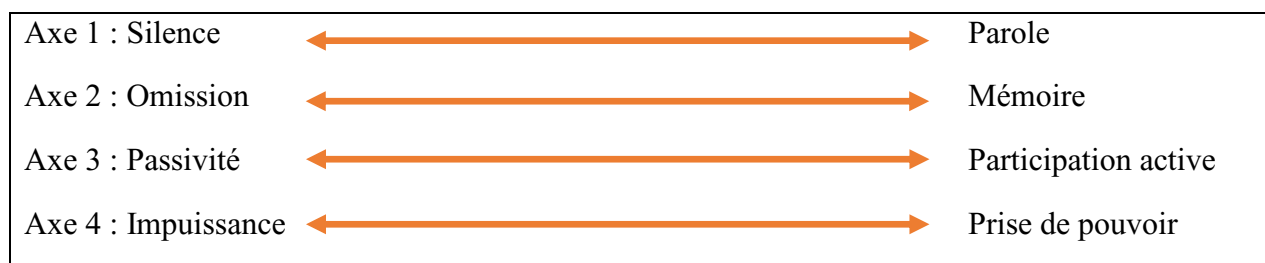 Axe 1 : Silence Parole
Axe 2 : Omission Mémoire
Axe 3 : Passivité Participation active
Axe 4 : Impuissance Prise de pouvoir